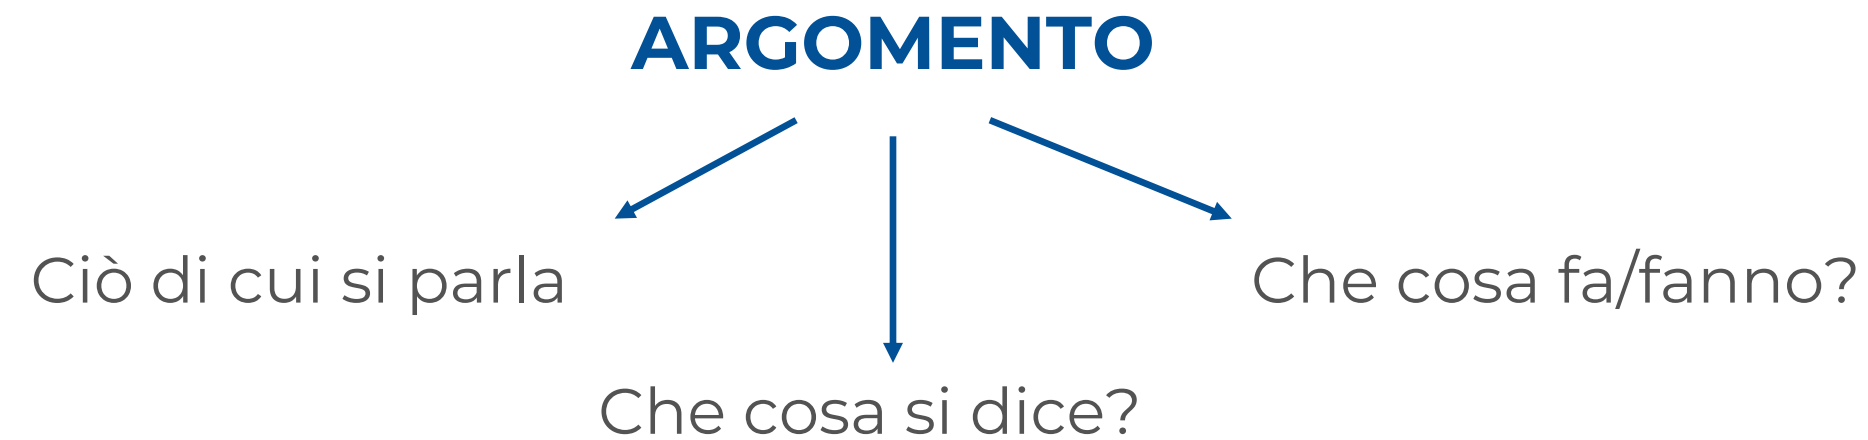 ARGOMENTO
Ciò di cui si parla
Che cosa fa/fanno?
Che cosa si dice?